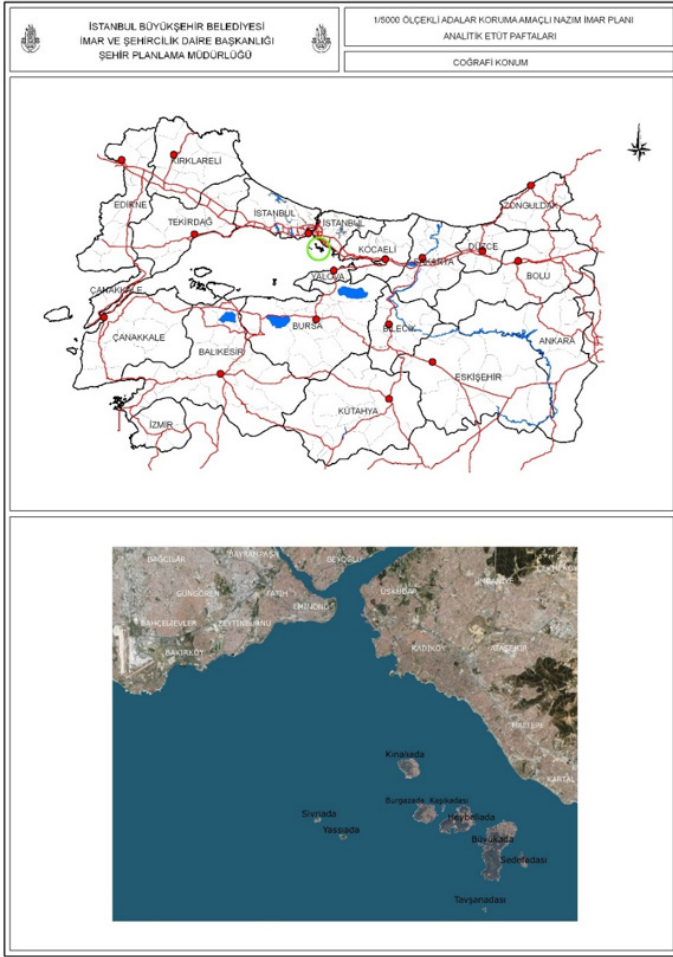 İSTANBUL BÜYÜKŞEHİR BELEDİYESİ
İMAR VE ŞEHİRCİLİK DAİRE BAŞKANLIĞI
ŞEHİR PLANLAMA MÜDÜRLÜĞÜ
1/5000 ÖLÇEKLİ ADALAR KORUMA AMAÇLI NAZIM İMAR PLANI
ANALİTİK ETÜT PAFTALARI
COĞRAFİ KONUM
KIRKLARELİ
EDİRNE
TEKİRDAĞ
İSTANBUL
İSTANBUL
KOCAELİ
SAKARYA
DÜZCE
ZONGULDAK
BOLU
YALOVA
ÇANAKKALE
ÇANAKKALE
BALIKESİR
BURSA
BİLECİK
ANKARA
ESKİŞEHİR
KÜTAHYA
İZMİR
BAĞCILAR
BAYRAMPAŞA
BEYOĞLU
GÜNGÖREN
FATİH
EMİNÖNÜ
ÜSKÜDAR
ÜMRANİYE
BAHÇELİEVLER
ZEYTİNBURNU
BAKIRKÖY
KADIKÖY
ATAŞEHİR
MALTEPE
KARTAL
Kınalıada
Burgazada
Kaşıkadası
Heybeliada
Sivriada
Yassıada
Büyükada
Sedefadası
Tavşanadası